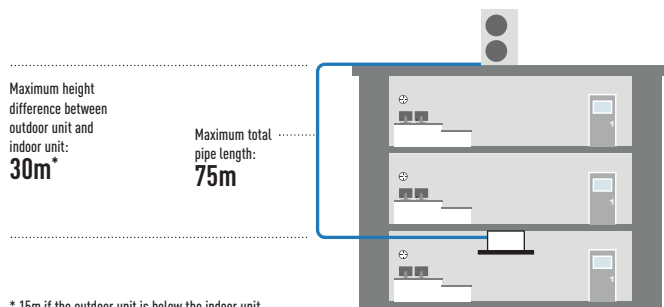 Maximum height
difference between
outdoor unit and
indoor unit:
30m*
Maximum total
pipe length:
75m
* 15m if the outdoor unit is below the indoor unit